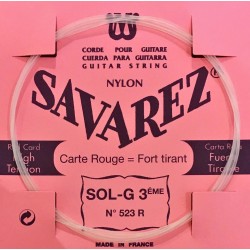 CORDE POUR GUITARE
CUERDA PARA GUITARRA
GUITAR STRING
NYLON
SAVAREZ
®
Red Card
High
Tension
Carte Rouge = Fort tirant
Carta Roja
Fuerte
SOL-G 3ÈME
N° 523 R
MADE IN FRANCE